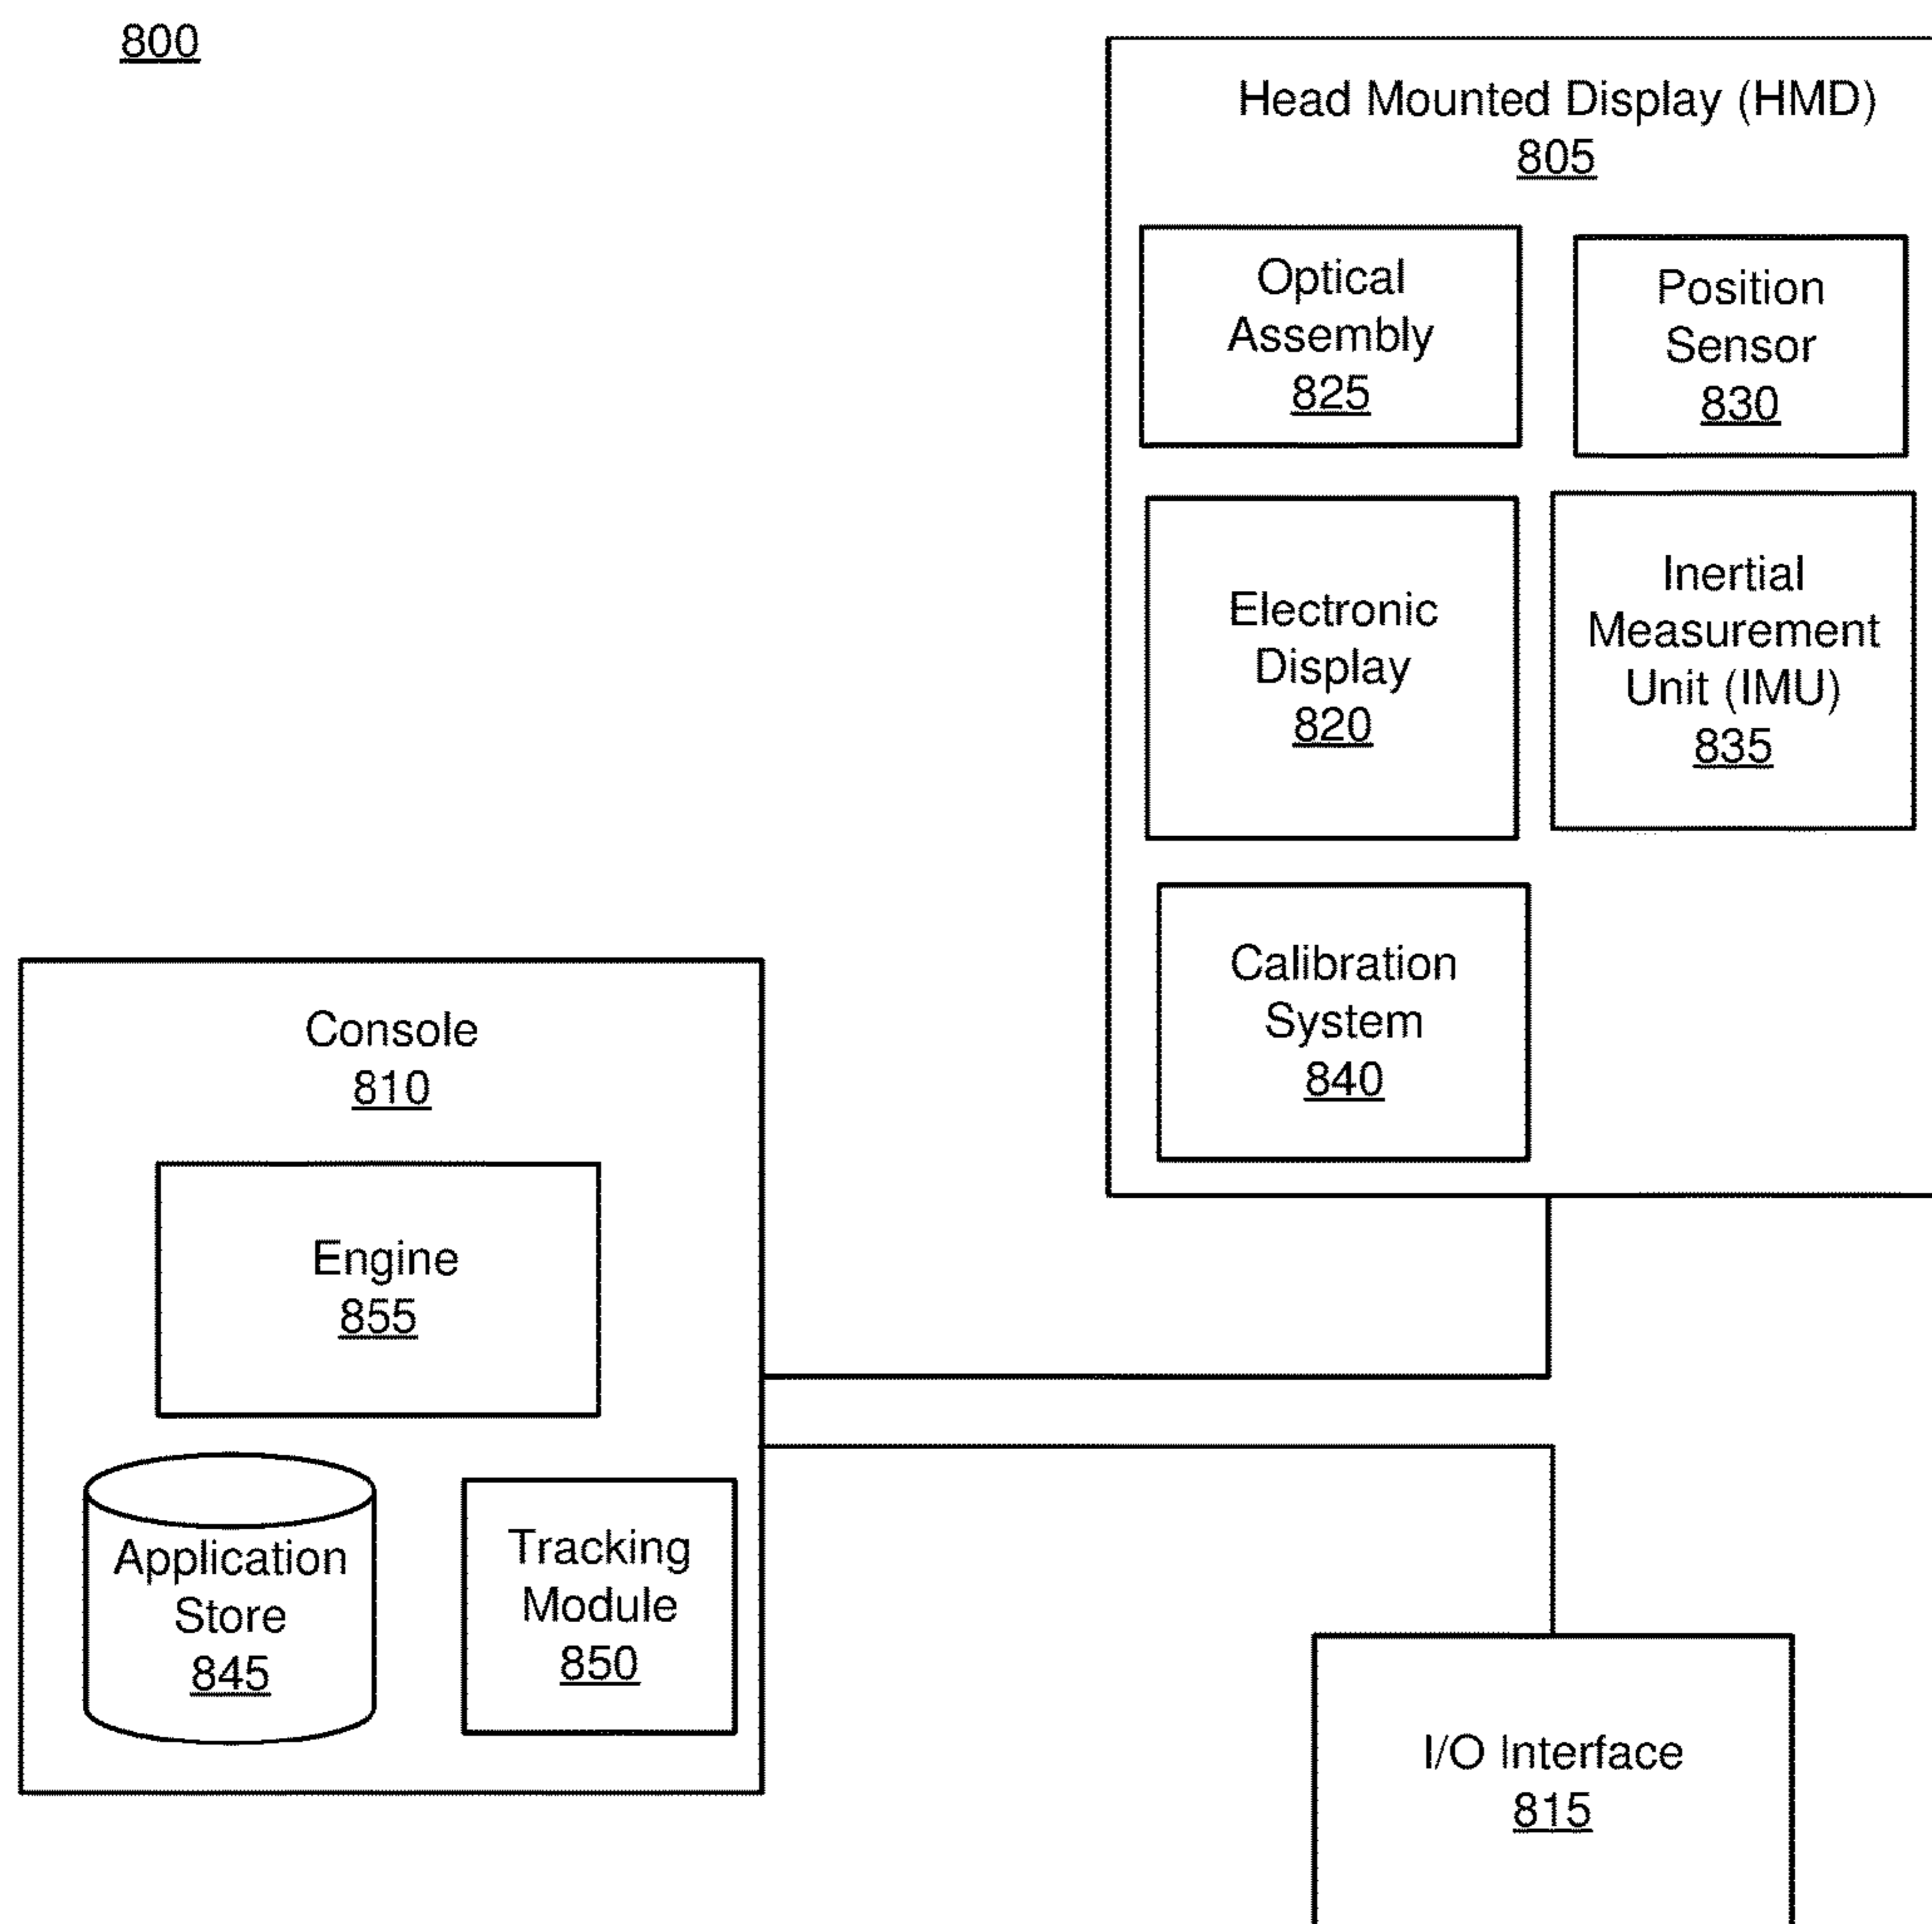 800
Head Mounted Display (HMD)
805
Optical
Assembly
825
Position
Sensor
830
Electronic
Display
820
Inertial
Measurement
Unit (IMU)
835
Calibration
System
840
Console
810
Engine
855
Application
Store
845
Tracking
Module
850
I/O Interface
815